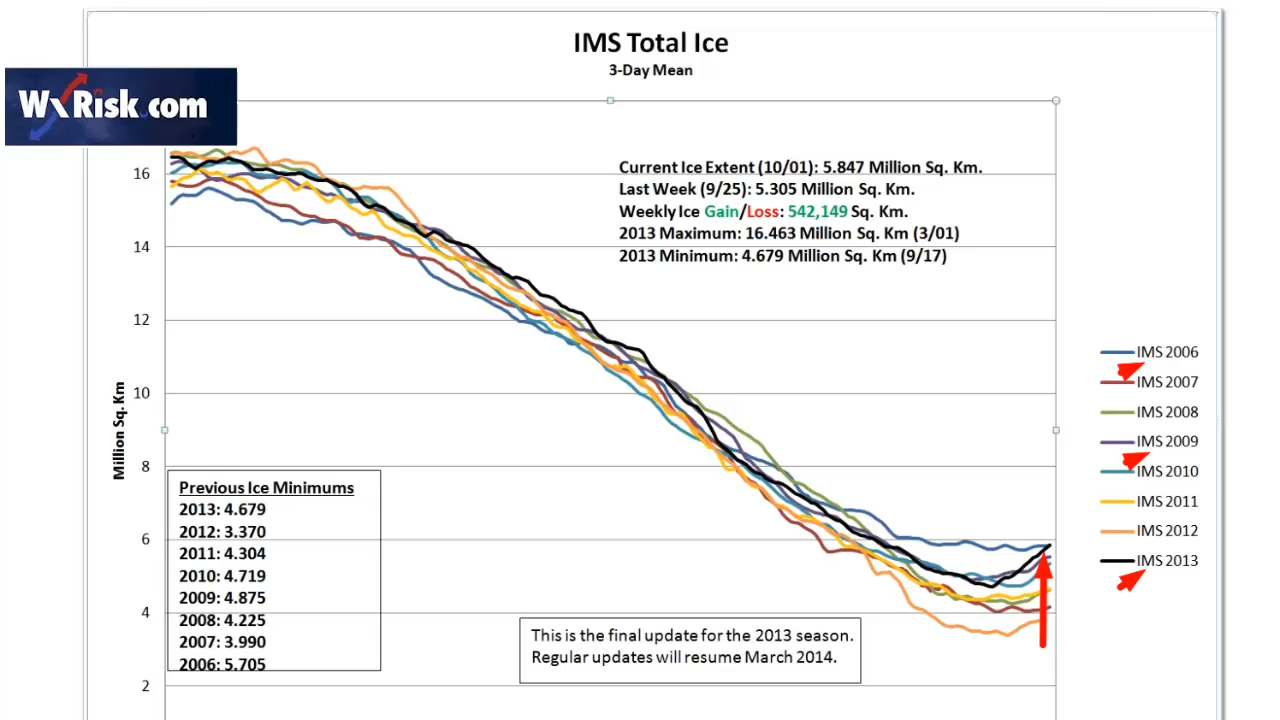 IMS Total Ice
3-Day Mean
WxRisk.com
Current Ice Extent (10/01): 5.847 Million Sq. Km.
Last Week (9/25): 5.305 Million Sq. Km.
Weekly Ice Gain/Loss: 542,149 Sq. Km.
2013 Maximum: 16.463 Million Sq. Km (3/01)
2013 Minimum: 4.679 Million Sq. Km (9/17)
16
14
12
10
8
6
4
2
Million Sq. Km
IMS 2006
IMS 2007
IMS 2008
IMS 2009
IMS 2010
IMS 2011
IMS 2012
IMS 2013
Previous Ice Minimums
2013: 4.679
2012: 3.370
2011: 4.304
2010: 4.719
2009: 4.875
2008: 4.225
2007: 3.990
2006: 5.705
This is the final update for the 2013 season.
Regular updates will resume March 2014.